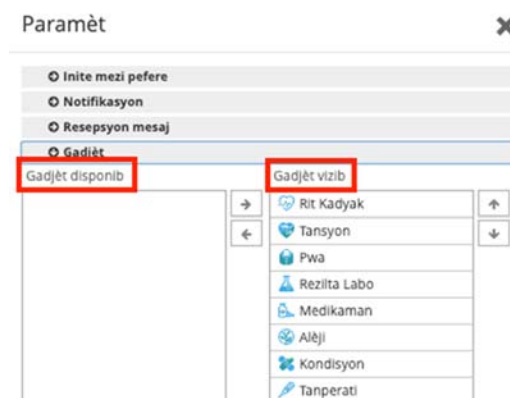 Paramèt
Inite mezi pefere
Notifikasyon
Resepsyon mesaj
Gadjèt
Gadjèt disponib
Gadjèt vizib
Rit Kadyak
Tansyon
Pwa
Rezilta Labo
Medikaman
Alèji
Kondisyon
Tanperati